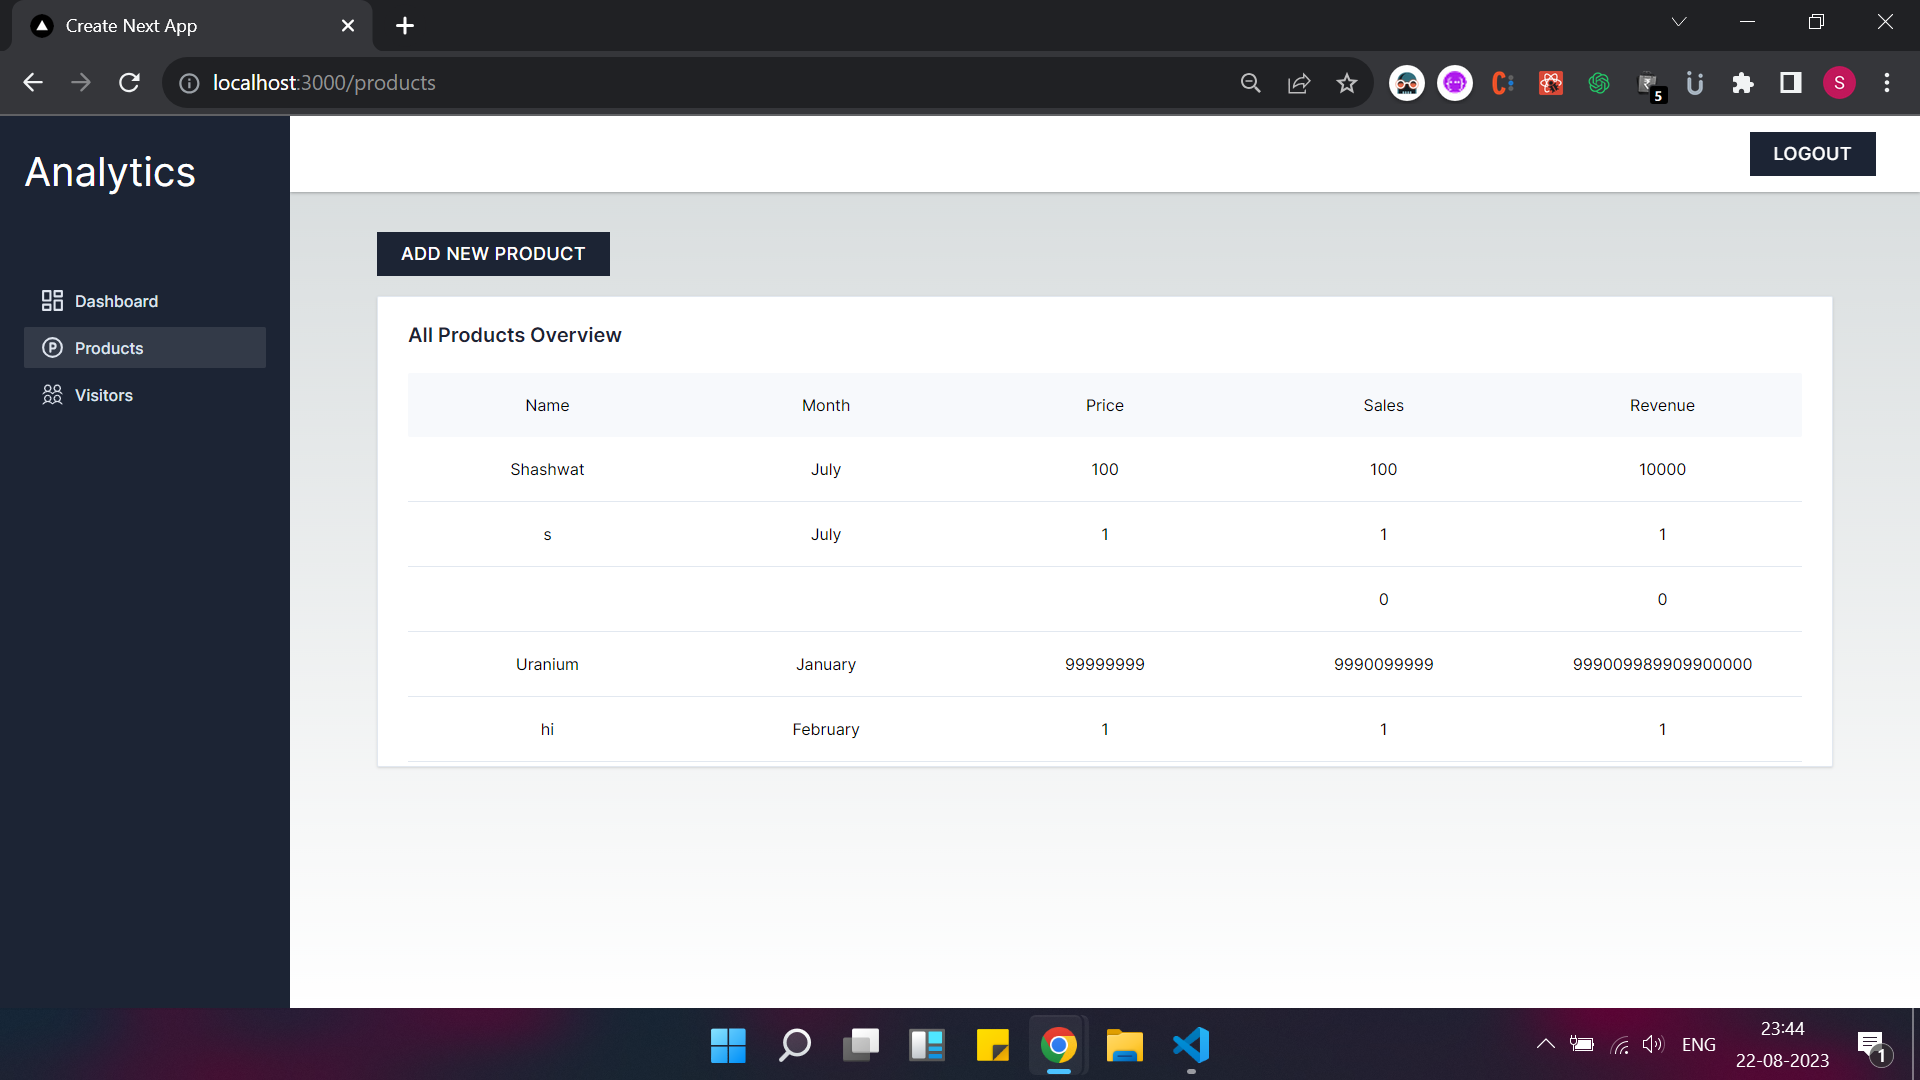 Create Next App
localhost:3000/products
5
S
Analytics
LOGOUT
Dashboard
Products
Visitors
ADD NEW PRODUCT
All Products Overview
Name Month Price Sales Revenue
Shashwat July 100 100 10000
s July 1 1 1
0 0
Uranium January 99999999 9990099999 999009989909900000
hi February 1 1 1
ENG
23:44
22-08-2023
1